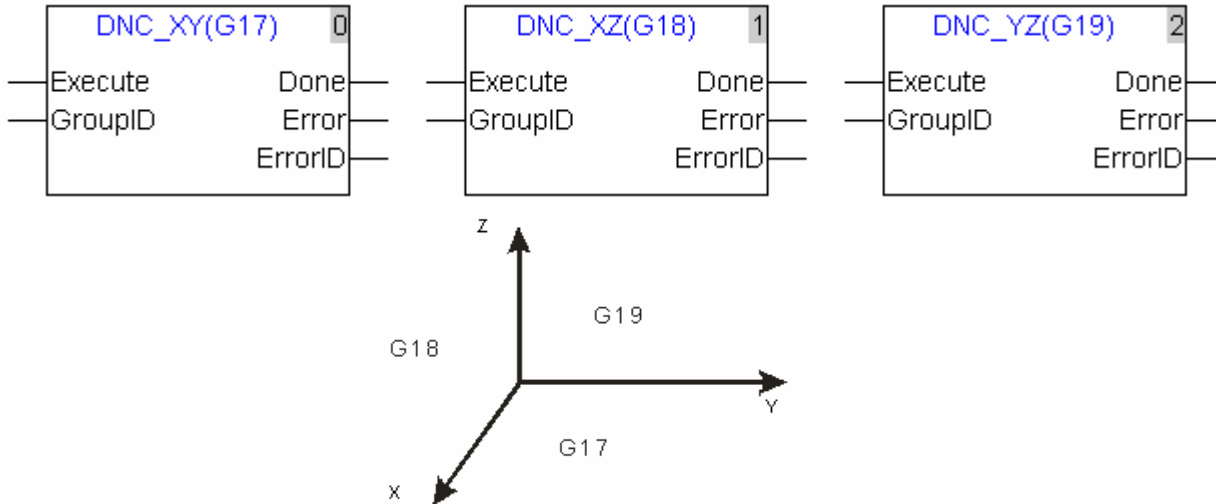 DNC_XY(G17) 0
Execute Done
GroupID Error
ErrorID
DNC_XZ(G18) 1
Execute Done
GroupID Error
ErrorID
DNC_YZ(G19) 2
Execute Done
GroupID Error
ErrorID
Z
G19
G18
Y
G17
X